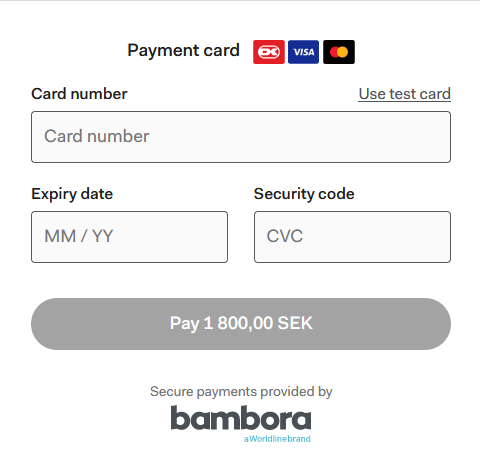 Payment card VISA
Card number Use test card
Card number
Expiry date Security code
MM / YY CVC
Pay 1 800,00 SEK
Secure payments provided by
bambora
a Worldline brand